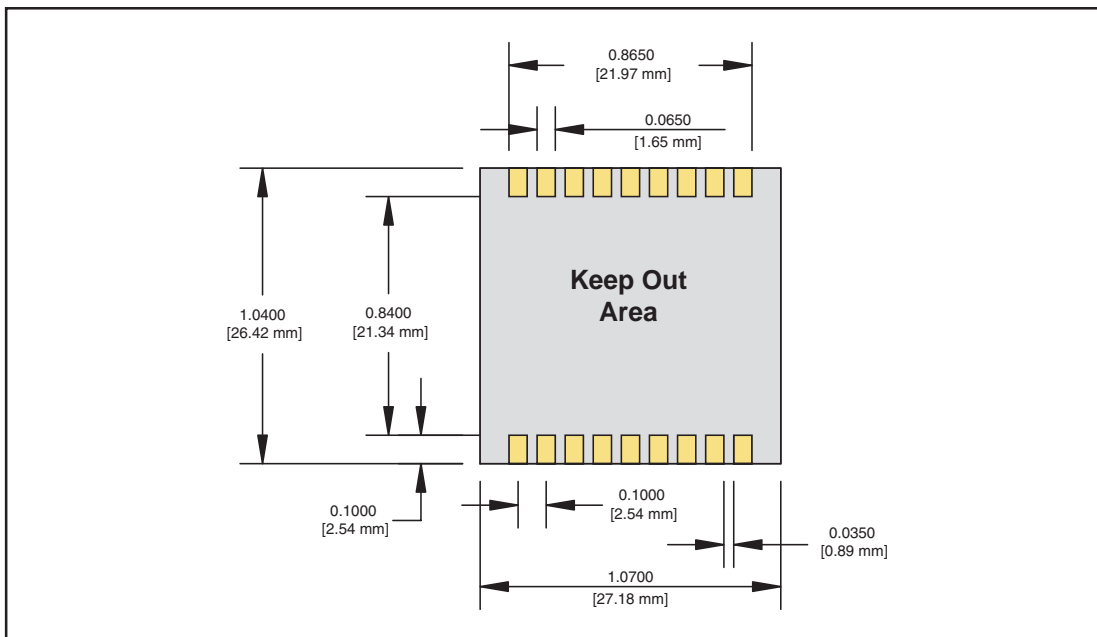 0.8650
[21.97 mm]
0.0650
[1.65 mm]
Keep Out
Area
1.0400
[26.42 mm]
0.8400
[21.34 mm]
0.1000
[2.54 mm]
0.1000
[2.54 mm]
0.0350
[0.89 mm]
1.0700
[27.18 mm]